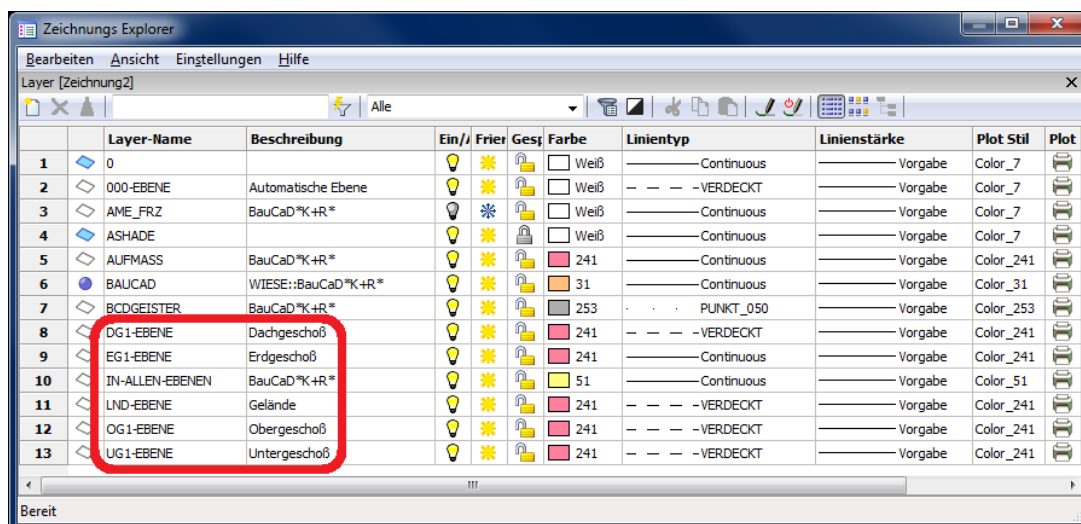 Zeichnungs Explorer
Bearbeiten Ansicht Einstellungen Hilfe
Layer [Zeichnung2]
Alle
Layer-Name Beschreibung Ein/ Frier Gesp Farbe Linientyp Linienstärke Plot Stil Plot
1 0 Weiß Continuous Vorgabe Color_7
2 000-EBENE Automatische Ebene Weiß VERDECKT Vorgabe Color_7
3 AME_FRZ BauCaD*K+R* Weiß Continuous Vorgabe Color_7
4 ASHADE Weiß Continuous Vorgabe Color_7
5 AUFMASS BauCaD*K+R* 241 Continuous Vorgabe Color_241
6 BAUCAD WIESE::BauCaD*K+R* 31 Continuous Vorgabe Color_31
7 BCDGEISTER BauCaD*K+R* 253 PUNKT_050 Vorgabe Color_253
8 DG1-EBENE Dachgeschoß 241 VERDECKT Vorgabe Color_241
9 EG1-EBENE Erdgeschoß 241 Continuous Vorgabe Color_241
10 IN-ALLEN-EBENEN BauCaD*K+R* 51 Continuous Vorgabe Color_51
11 LND-EBENE Gelände 241 VERDECKT Vorgabe Color_241
12 OG1-EBENE Obergeschoß 241 VERDECKT Vorgabe Color_241
13 UG1-EBENE Untergeschoß 241 VERDECKT Vorgabe Color_241
Bereit